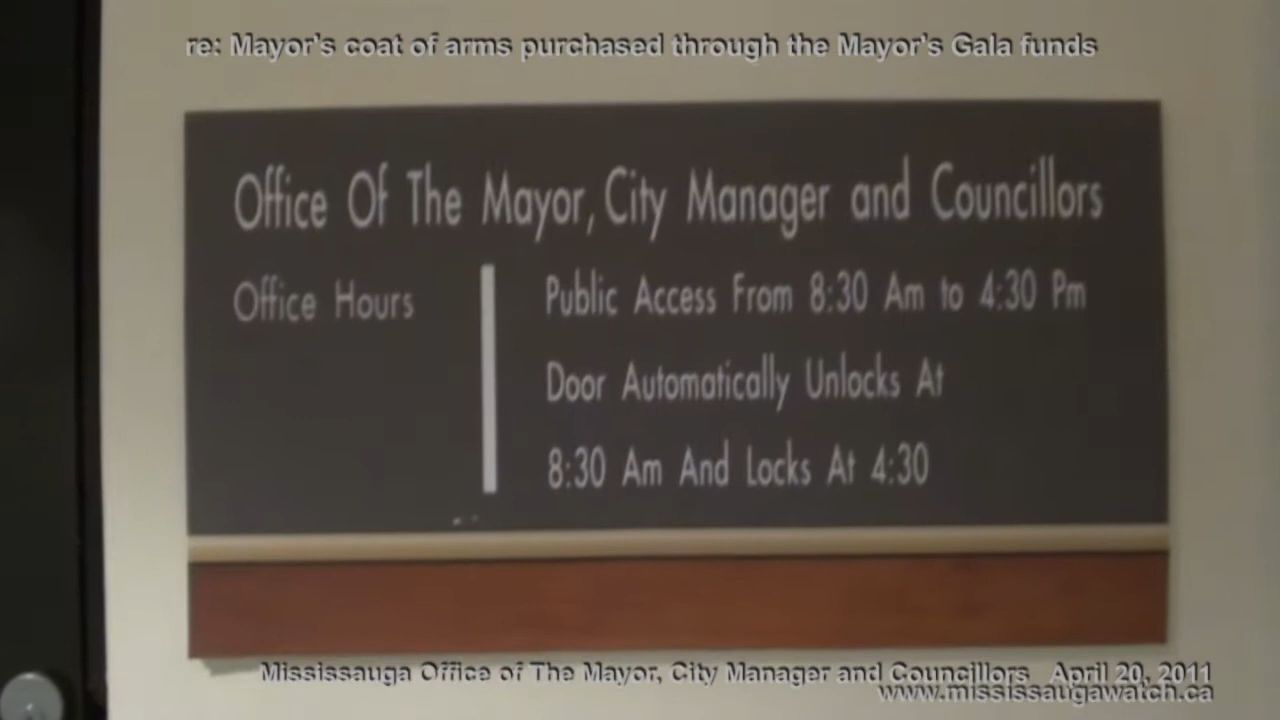 re: Mayor's coat of arms purchased through the Mayor's Gala funds
Office Of The Mayor, City Manager and Councillors
Office Hours
Public Access From 8:30 Am to 4:30 Pm
Door Automatically Unlocks At
8:30 Am And Locks At 4:30
Mississauga Office of The Mayor, City Manager and Councillors April 20, 2011
www.mississaugawatch.ca